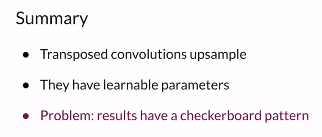 Summary
● Transposed convolutions upsample
● They have learnable parameters
● Problem: results have a checkerboard pattern